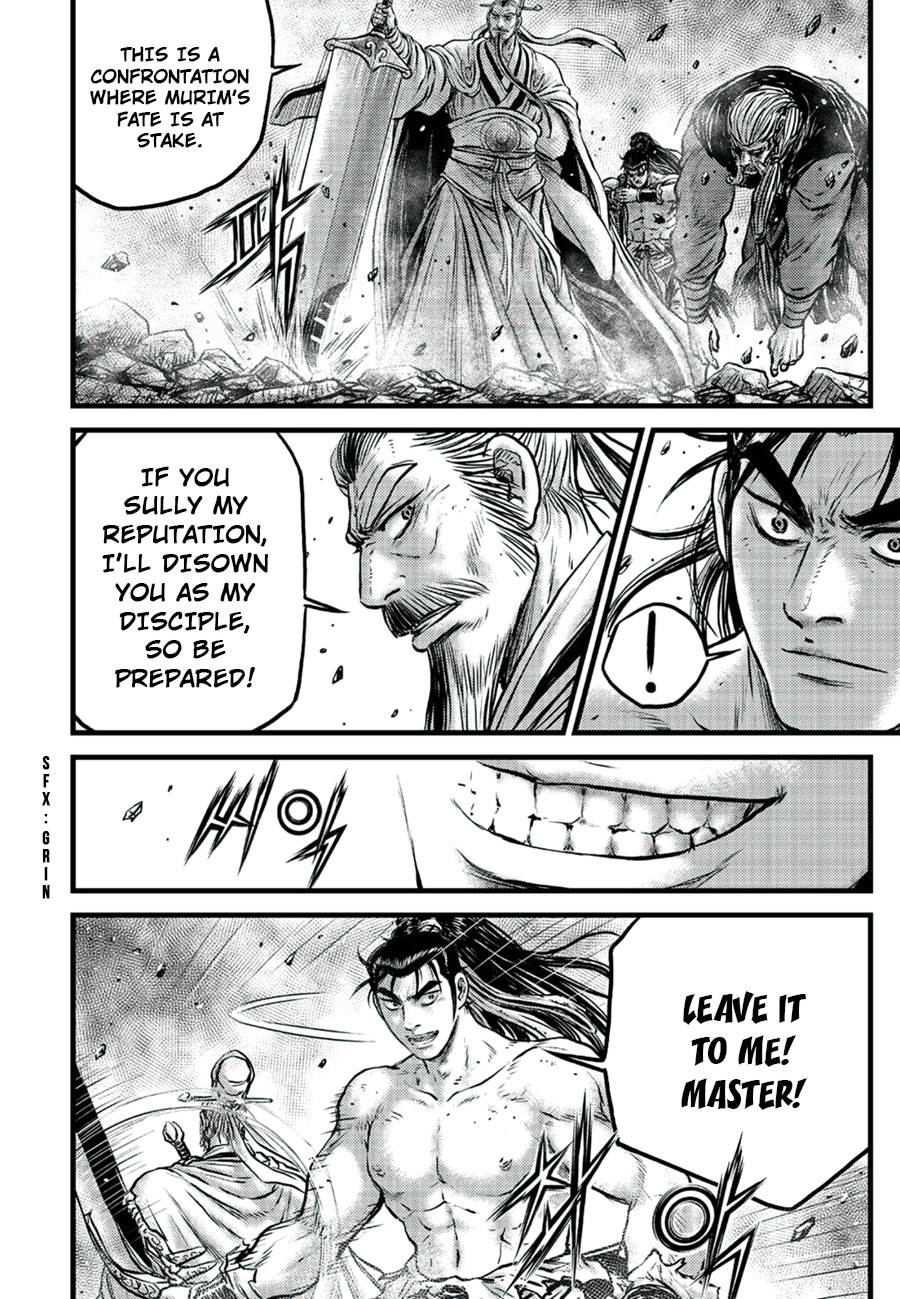 THIS IS A
CONFRONTATION
WHERE MURIM'S
FATE IS AT
STAKE.
IF YOU
SULLY MY
REPUTATION,
I'LL DISOWN
YOU AS MY
DISCIPLE,
SO BE
PREPARED!
!
SFX: GRIN
씨익
LEAVE IT
TO ME!
MASTER!